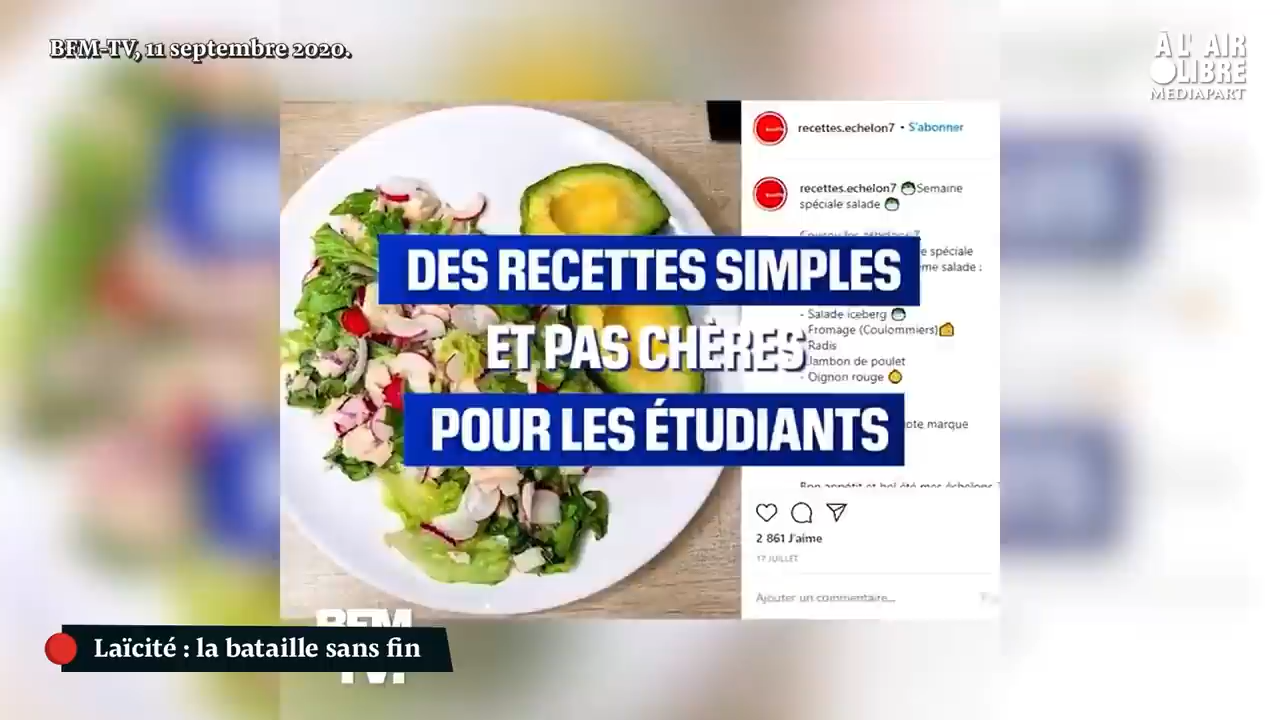 BFM-TV, 11 septembre 2020.
À L' AIR
LIBRE
MEDIAPART
recettes.echelon7 • S'abonner
recettes.echelon7 Semaine
spéciale salade
DES RECETTES SIMPLES
spéciale
salade :
- Salade iceberg
ET PAS CHÈRES
- Fromage (Coulommiers)
Radis
Jambon de poulet
- Oignon rouge
POUR LES ÉTUDIANTS
marque
2 861 J'aime
17 JUILLET
Ajouter un commentaire...
BFM
TV.
Laïcité : la bataille sans fin